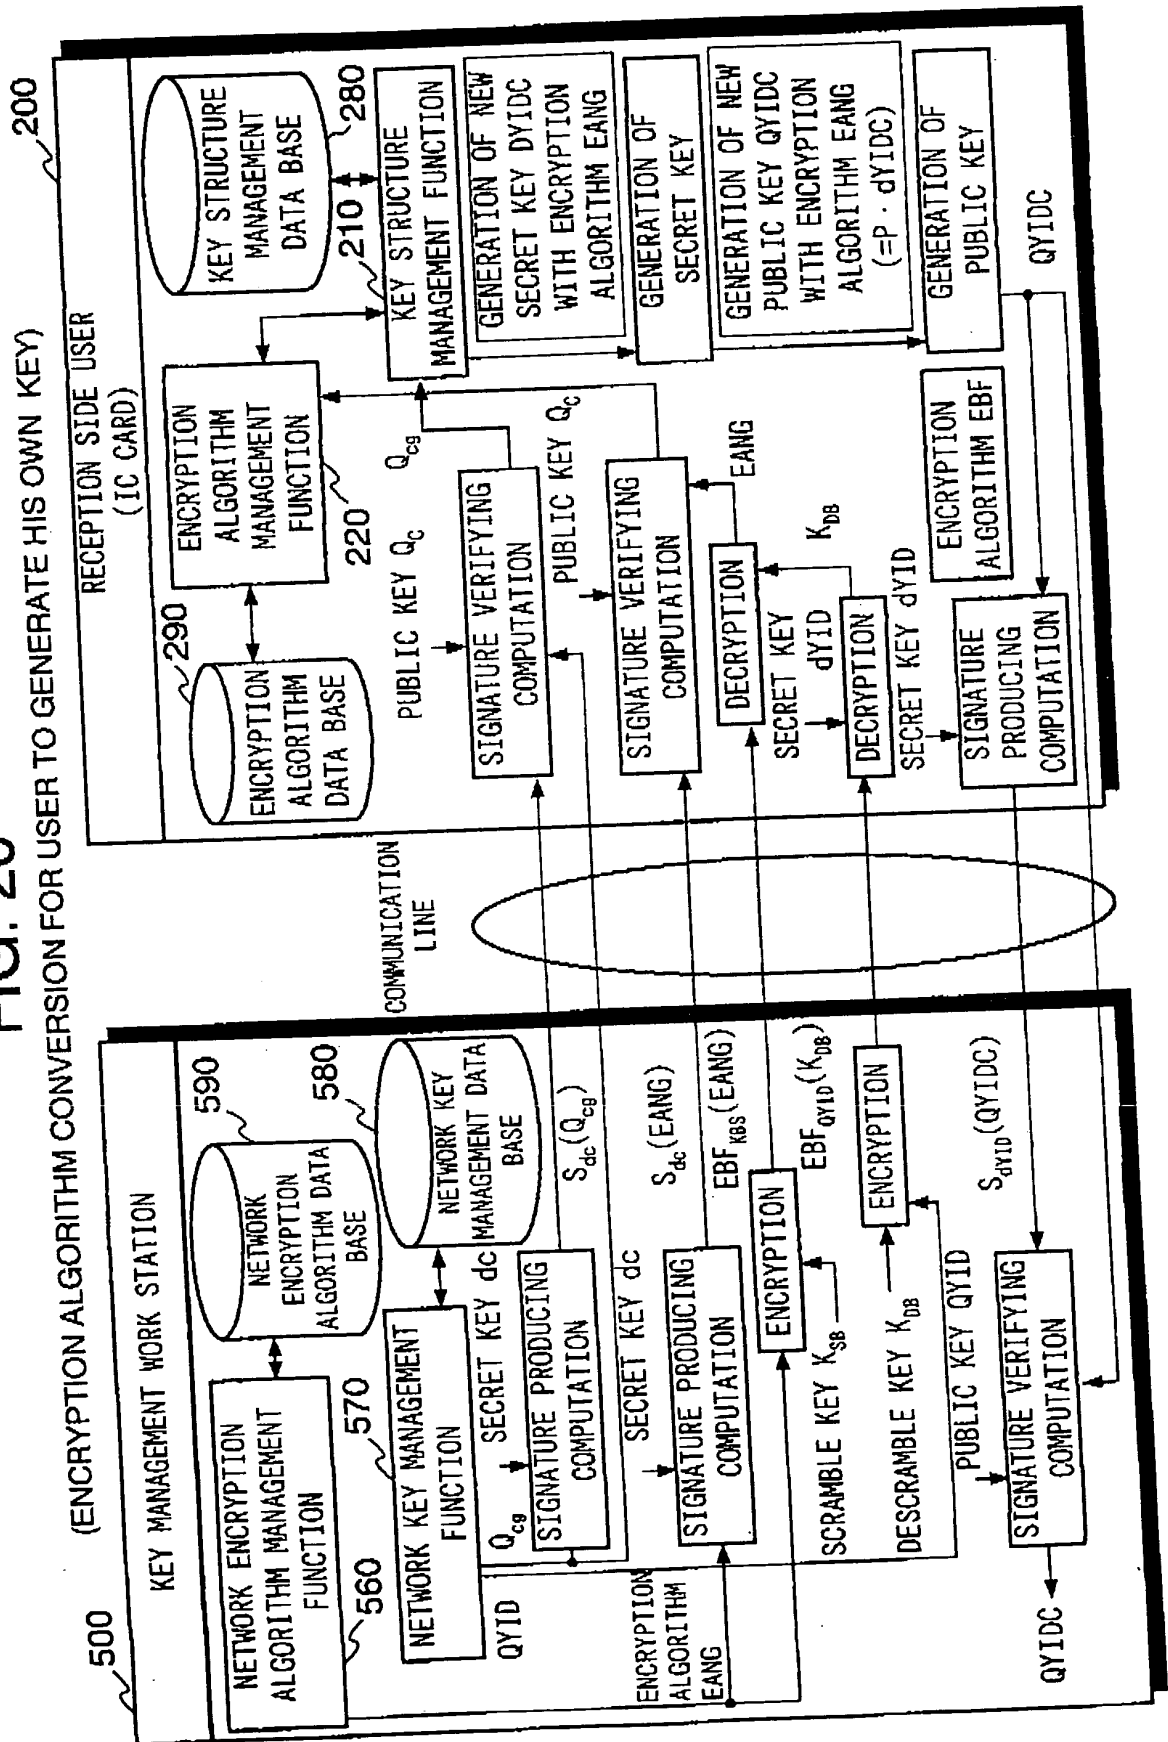 FIG. 20
(ENCRYPTION ALGORITHM CONVERSION FOR USER TO GENERATE HIS OWN KEY)
500
KEY MANAGEMENT WORK STATION
NETWORK ENCRYPTION
ALGORITHM MANAGEMENT
FUNCTION
560
590
NETWORK
ENCRYPTION
ALGORITHM DATA
BASE
570
NETWORK KEY MANAGEMENT
FUNCTION
580
NETWORK KEY
MANAGEMENT DATA
BASE
QYID
Qcg
SECRET KEY dc
SIGNATURE PRODUCING
COMPUTATION
Sdc(Qcg)
SECRET KEY dc
ENCRYPTION
ALGORITHM
EANG
SIGNATURE PRODUCING
COMPUTATION
Sdc(EANG)
EBFKBS(EANG)
ENCRYPTION
SCRAMBLE KEY KSB
EBFQYID(KDB)
ENCRYPTION
DESCRAMBLE KEY KDB
PUBLIC KEY QYID
SIGNATURE VERIFYING
COMPUTATION
SdYID(QYIDC)
QYIDC
COMMUNICATION
LINE
200
RECEPTION SIDE USER
(IC CARD)
290
ENCRYPTION
ALGORITHM
DATA BASE
ENCRYPTION
ALGORITHM
MANAGEMENT
FUNCTION
220
KEY STRUCTURE
MANAGEMENT
DATA BASE
280
210
KEY STRUCTURE
MANAGEMENT FUNCTION
Qcg
PUBLIC KEY QC
SIGNATURE VERIFYING
COMPUTATION
GENERATION OF NEW
SECRET KEY DYIDC
WITH ENCRYPTION
ALGORITHM EANG
GENERATION OF
SECRET KEY
PUBLIC KEY QC
SIGNATURE VERIFYING
COMPUTATION
EANG
DECRYPTION
GENERATION OF NEW
PUBLIC KEY QYIDC
WITH ENCRYPTION
ALGORITHM EANG
(=P · dYIDC)
SECRET KEY
dYID
KDB
DECRYPTION
GENERATION OF
PUBLIC KEY
SECRET KEY dYID
ENCRYPTION
ALGORITHM EBF
SIGNATURE
PRODUCING
COMPUTATION
QYIDC